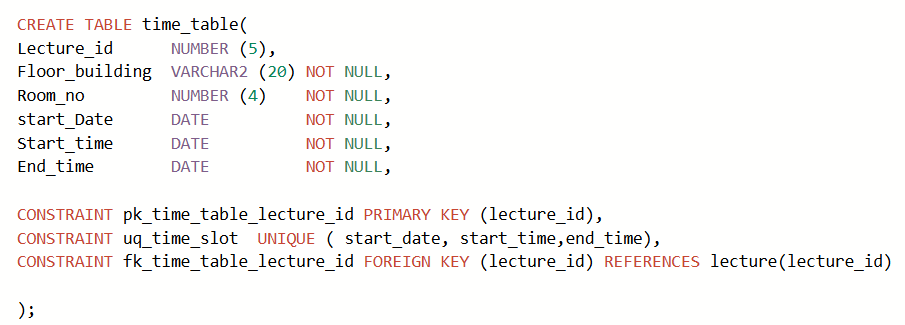 CREATE TABLE time_table(
Lecture_id      NUMBER (5),
Floor_building  VARCHAR2 (20) NOT NULL,
Room_no         NUMBER (4)    NOT NULL,
start_Date      DATE          NOT NULL,
Start_time      DATE          NOT NULL,
End_time        DATE          NOT NULL,
CONSTRAINT pk_time_table_lecture_id PRIMARY KEY (lecture_id),
CONSTRAINT uq_time_slot  UNIQUE ( start_date, start_time,end_time),
CONSTRAINT fk_time_table_lecture_id FOREIGN KEY (lecture_id) REFERENCES lecture(lecture_id)
);